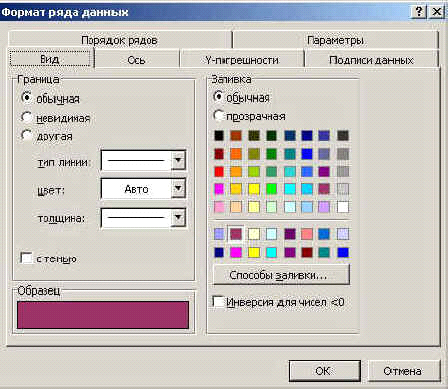 Формат ряда данных
Порядок рядов
Параметры
Вид
Ось
Y-погрешности
Подписи данных
Граница
обычная
невидимая
другая
тип линии:
цвет:
Авто
толщина:
с тенью
Образец
Заливка
обычная
прозрачная
Способы заливки...
Инверсия для чисел <0
OK
Отмена